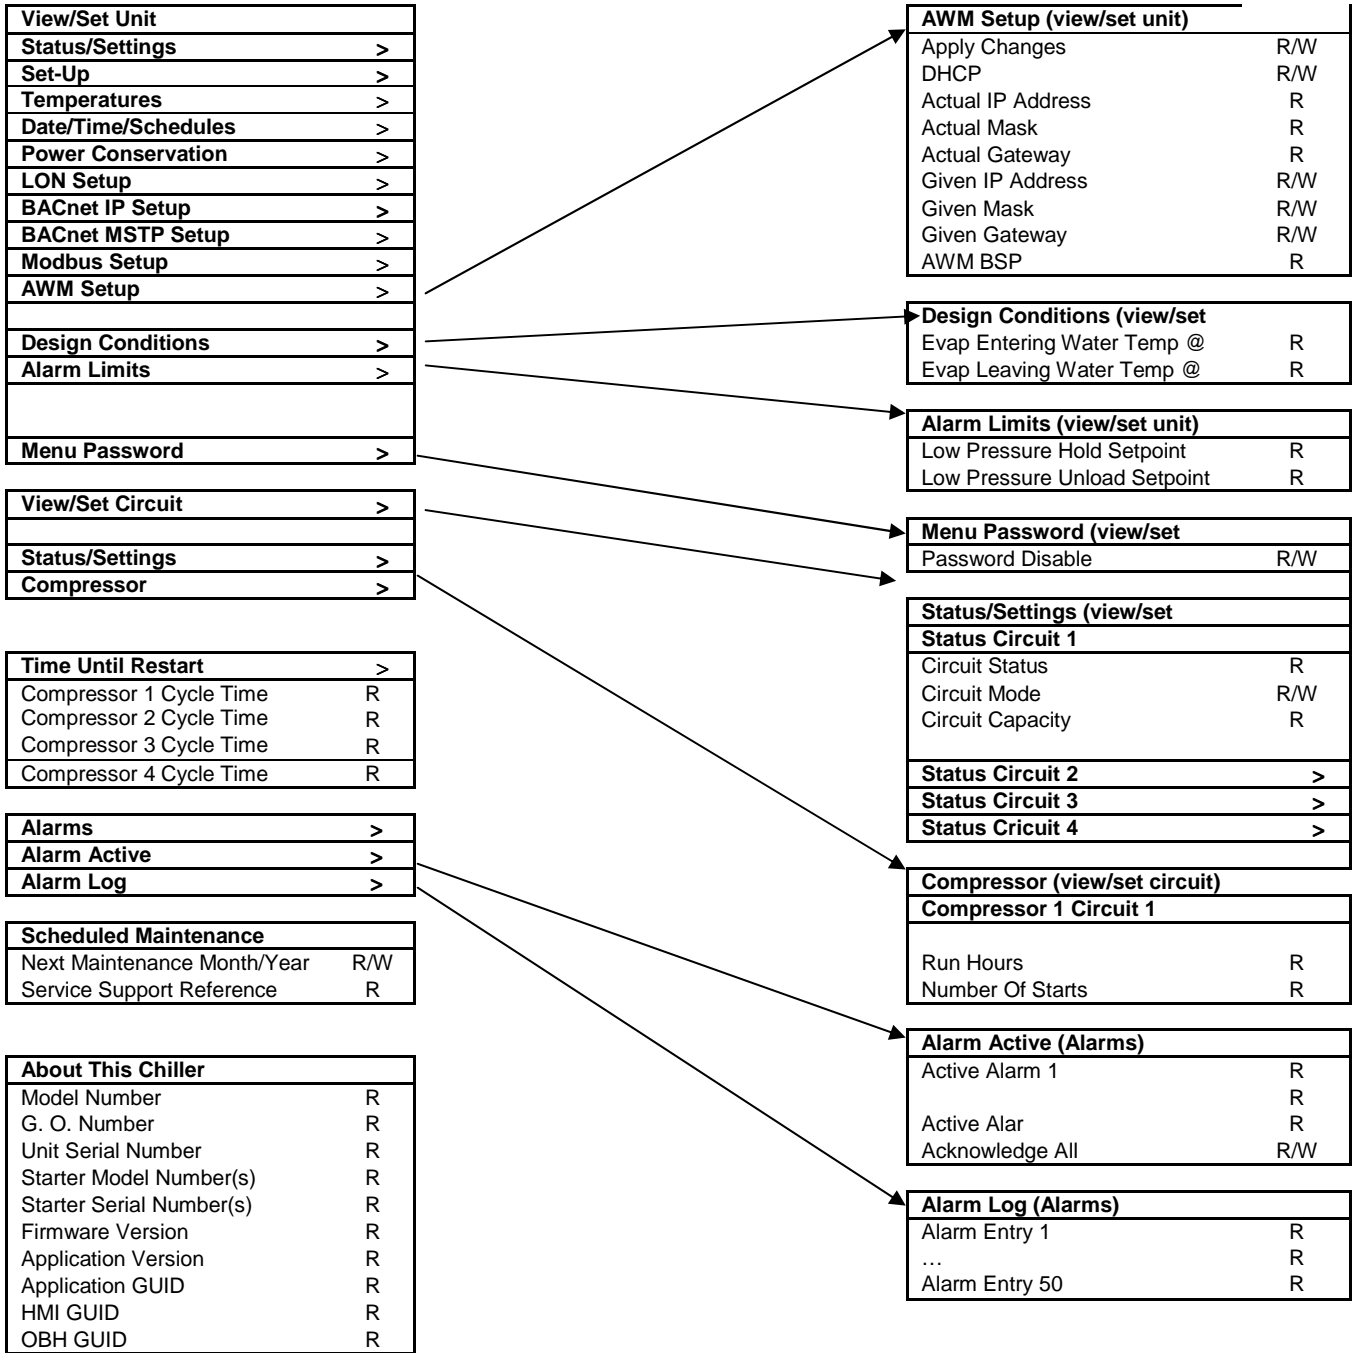 View/Set Unit
Status/Settings >
Set-Up >
Temperatures >
Date/Time/Schedules >
Power Conservation >
LON Setup >
BACnet IP Setup >
BACnet MSTP Setup >
Modbus Setup >
AWM Setup >
Design Conditions >
Alarm Limits >
Menu Password >
View/Set Circuit >
Status/Settings >
Compressor >
Time Until Restart >
Compressor 1 Cycle Time R
Compressor 2 Cycle Time R
Compressor 3 Cycle Time R
Compressor 4 Cycle Time R
Alarms >
Alarm Active >
Alarm Log >
Scheduled Maintenance
Next Maintenance Month/Year R/W
Service Support Reference R
About This Chiller
Model Number R
G. O. Number R
Unit Serial Number R
Starter Model Number(s) R
Starter Serial Number(s) R
Firmware Version R
Application Version R
Application GUID R
HMI GUID R
OBH GUID R
AWM Setup (view/set unit)
Apply Changes R/W
DHCP R/W
Actual IP Address R
Actual Mask R
Actual Gateway R
Given IP Address R/W
Given Mask R/W
Given Gateway R/W
AWM BSP R
Design Conditions (view/set
Evap Entering Water Temp @ R
Evap Leaving Water Temp @ R
Alarm Limits (view/set unit)
Low Pressure Hold Setpoint R
Low Pressure Unload Setpoint R
Menu Password (view/set
Password Disable R/W
Status/Settings (view/set
Status Circuit 1
Circuit Status R
Circuit Mode R/W
Circuit Capacity R
Status Circuit 2 >
Status Circuit 3 >
Status Cricuit 4 >
Compressor (view/set circuit)
Compressor 1 Circuit 1
Run Hours R
Number Of Starts R
Alarm Active (Alarms)
Active Alarm 1 R
R
Active Alar R
Acknowledge All R/W
Alarm Log (Alarms)
Alarm Entry 1 R
… R
Alarm Entry 50 R